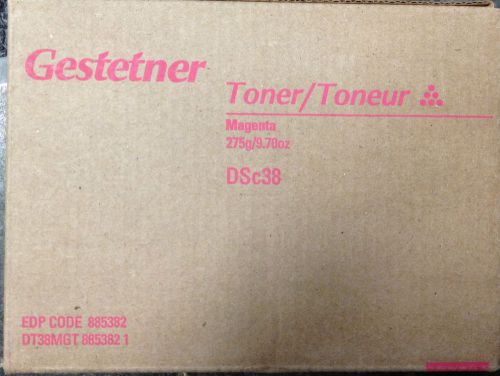 Gestetner
Toner/Toneur
Magenta
275g/9.70oz
DSc38
EDP CODE 885382
DT38MGT 885382 1